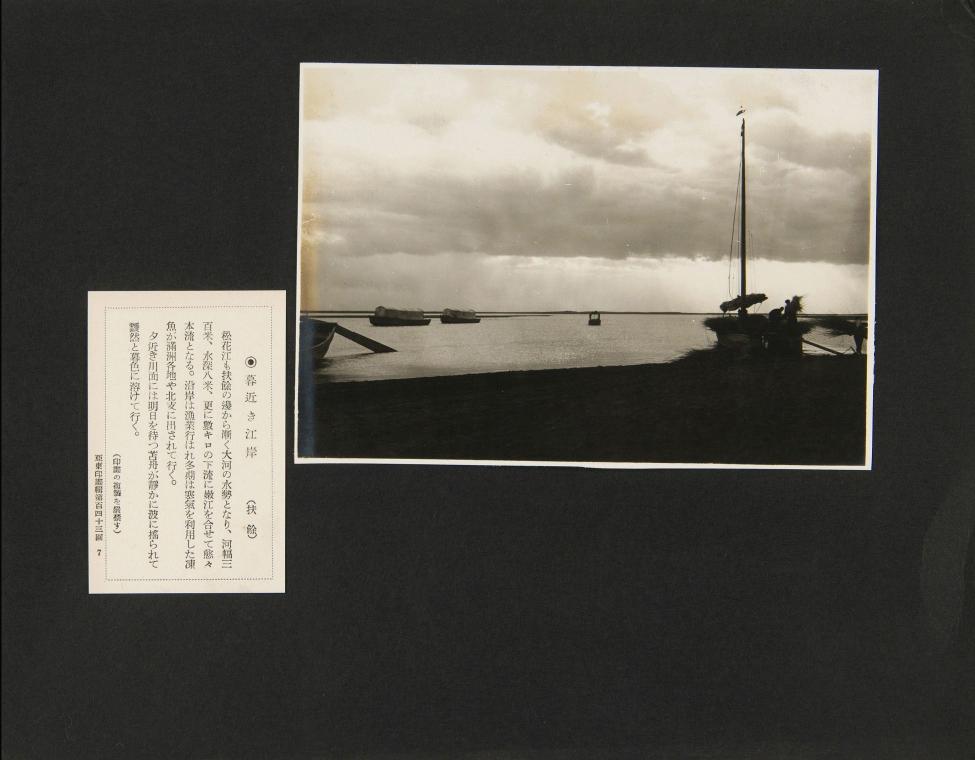 ◉暮近き江岸 (扶餘)
松花江も扶餘の邊から漸く大河の水勢となり、河幅三
百米、水深八米、更に數キロの下流に嫩江を合せて愈々
本流となる。沿岸は漁業行はれ冬期は寒氣を利用した凍
魚が滿洲各地や北支に出されて行く。
夕近き川面には明日を待つ苫舟が靜かに波に搖られて
黯然と暮色に溶けて行く。
(印畫の複製を嚴禁す)
亞東印畫輯第百四十三回 7